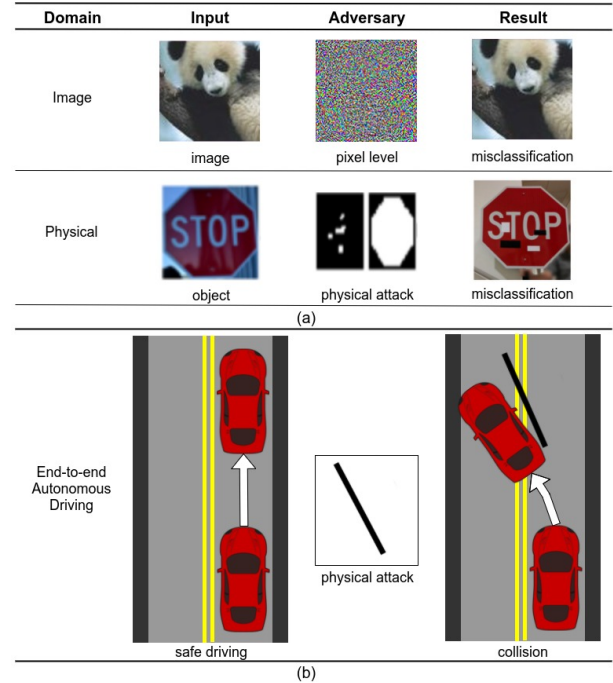 Domain Input Adversary Result
Image
image pixel level misclassification
Physical
STOP STOP
object physical attack misclassification
(a)
End-to-end
Autonomous
Driving
physical attack
safe driving collision
(b)